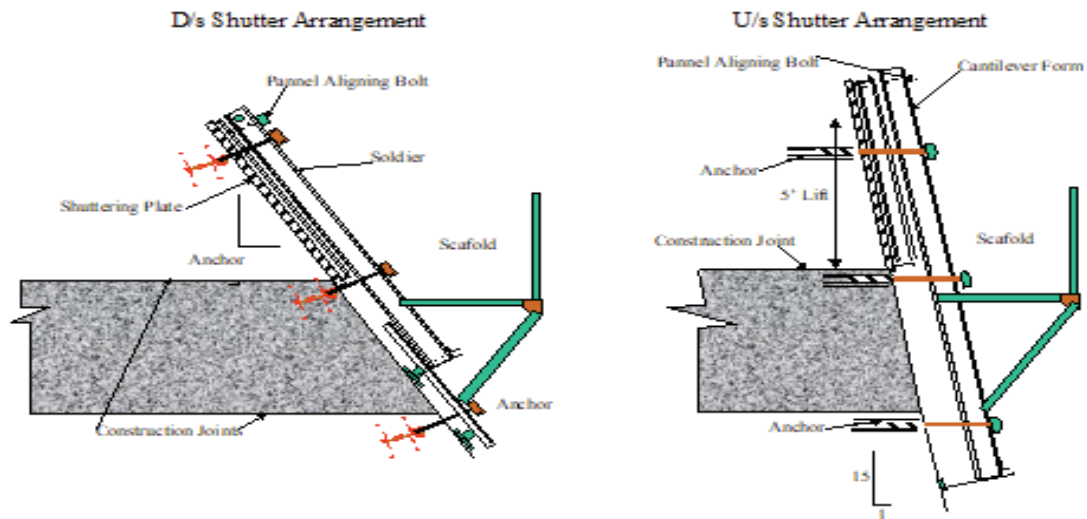 D/s Shutter Arrangement
Pannel Aligning Bolt
Soldier
Shuttering Plate
Scafold
Anchor
Anchor
Construction Joints
U/s Shutter Arrangement
Pannel Aligning Bolt
Cantilever Form
Anchor
5' Lift
Construction Joint
Scafold
Anchor
15
1